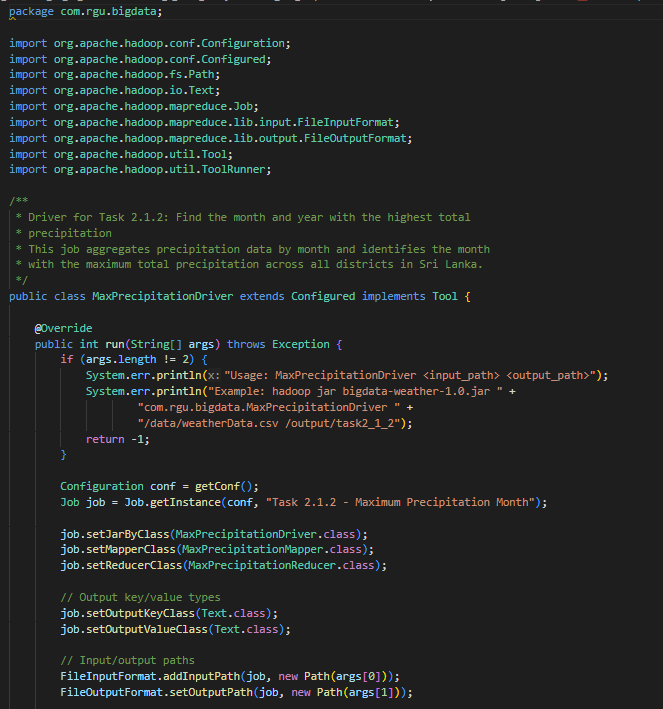 package com.rgu.bigdata;
import org.apache.hadoop.conf.Configuration;
import org.apache.hadoop.conf.Configured;
import org.apache.hadoop.fs.Path;
import org.apache.hadoop.io.Text;
import org.apache.hadoop.mapreduce.Job;
import org.apache.hadoop.mapreduce.lib.input.FileInputFormat;
import org.apache.hadoop.mapreduce.lib.output.FileOutputFormat;
import org.apache.hadoop.util.Tool;
import org.apache.hadoop.util.ToolRunner;
/**
 * Driver for Task 2.1.2: Find the month and year with the highest total
 * precipitation
 * This job aggregates precipitation data by month and identifies the month
 * with the maximum total precipitation across all districts in Sri Lanka.
 */
public class MaxPrecipitationDriver extends Configured implements Tool {
    @Override
    public int run(String[] args) throws Exception {
        if (args.length != 2) {
            System.err.println(x: "Usage: MaxPrecipitationDriver <input_path> <output_path>");
            System.err.println("Example: hadoop jar bigdata-weather-1.0.jar " +
                    "com.rgu.bigdata.MaxPrecipitationDriver " +
                    "/data/weatherData.csv /output/task2_1_2");
            return -1;
        }
        Configuration conf = getConf();
        Job job = Job.getInstance(conf, "Task 2.1.2 - Maximum Precipitation Month");
        job.setJarByClass(MaxPrecipitationDriver.class);
        job.setMapperClass(MaxPrecipitationMapper.class);
        job.setReducerClass(MaxPrecipitationReducer.class);
        // Output key/value types
        job.setOutputKeyClass(Text.class);
        job.setOutputValueClass(Text.class);
        // Input/output paths
        FileInputFormat.addInputPath(job, new Path(args[0]));
        FileOutputFormat.setOutputPath(job, new Path(args[1]));